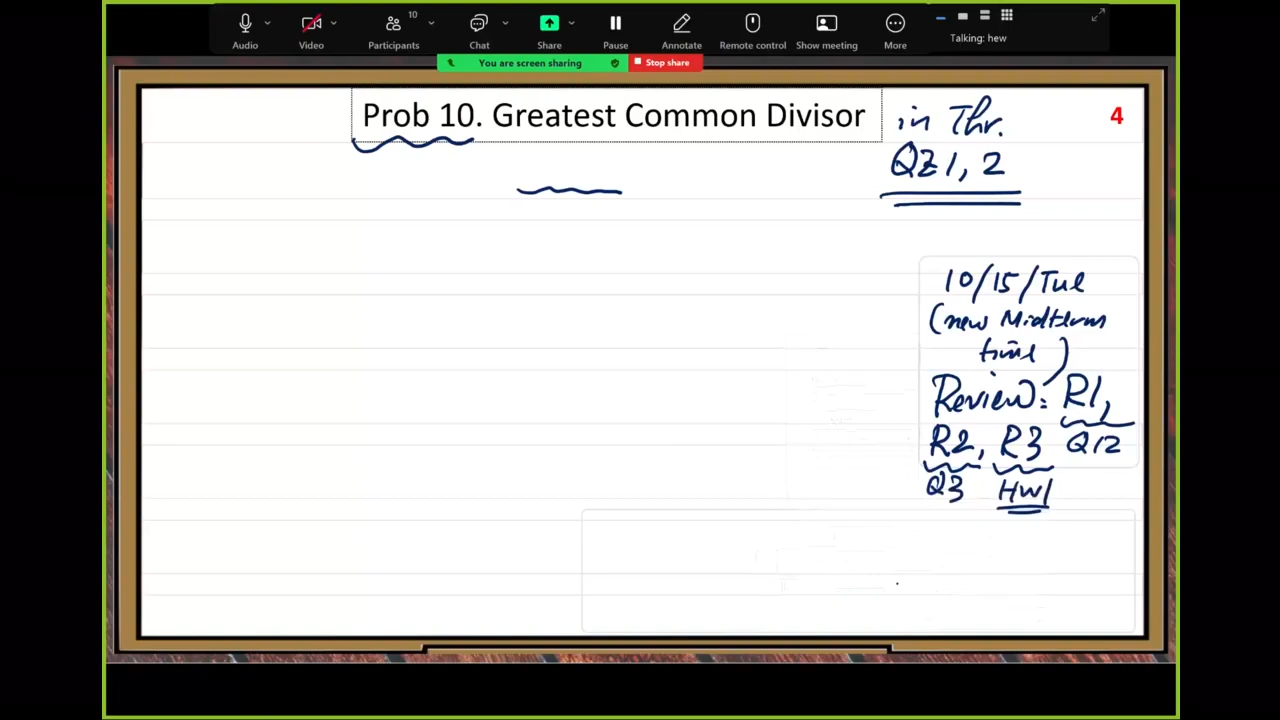 10
Audio
Video
Participants
Chat
Share
Pause
Annotate
Remote control
Show meeting
More
Talking: hew
You are screen sharing
Stop share
Prob 10. Greatest Common Divisor
4
in Thr.
QZ1, 2
10/15/Tue
(new Midterm
time)
Review: R1,
R2, R3 Q12
Q3 HW1